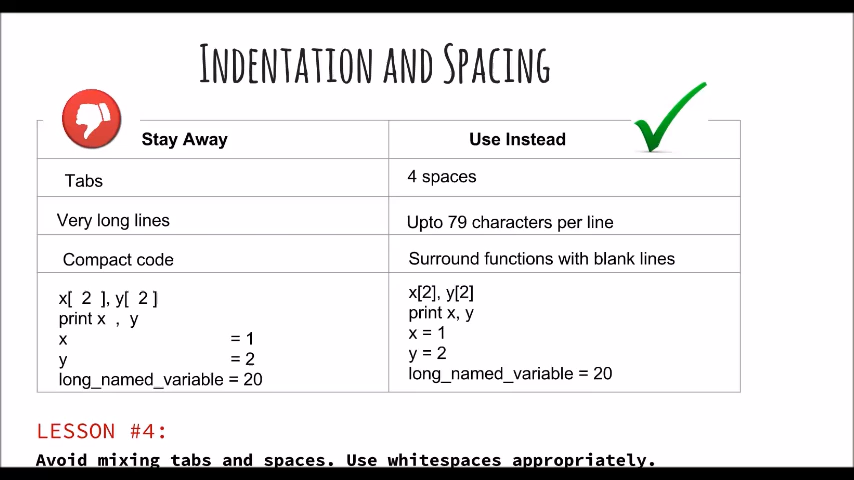 INDENTATION AND SPACING
Stay Away
Use Instead
Tabs
4 spaces
Very long lines
Upto 79 characters per line
Compact code
Surround functions with blank lines
x[ 2 ], y[ 2 ]
print x , y
x = 1
y = 2
long_named_variable = 20
x[2], y[2]
print x, y
x = 1
y = 2
long_named_variable = 20
LESSON #4:
Avoid mixing tabs and spaces. Use whitespaces appropriately.